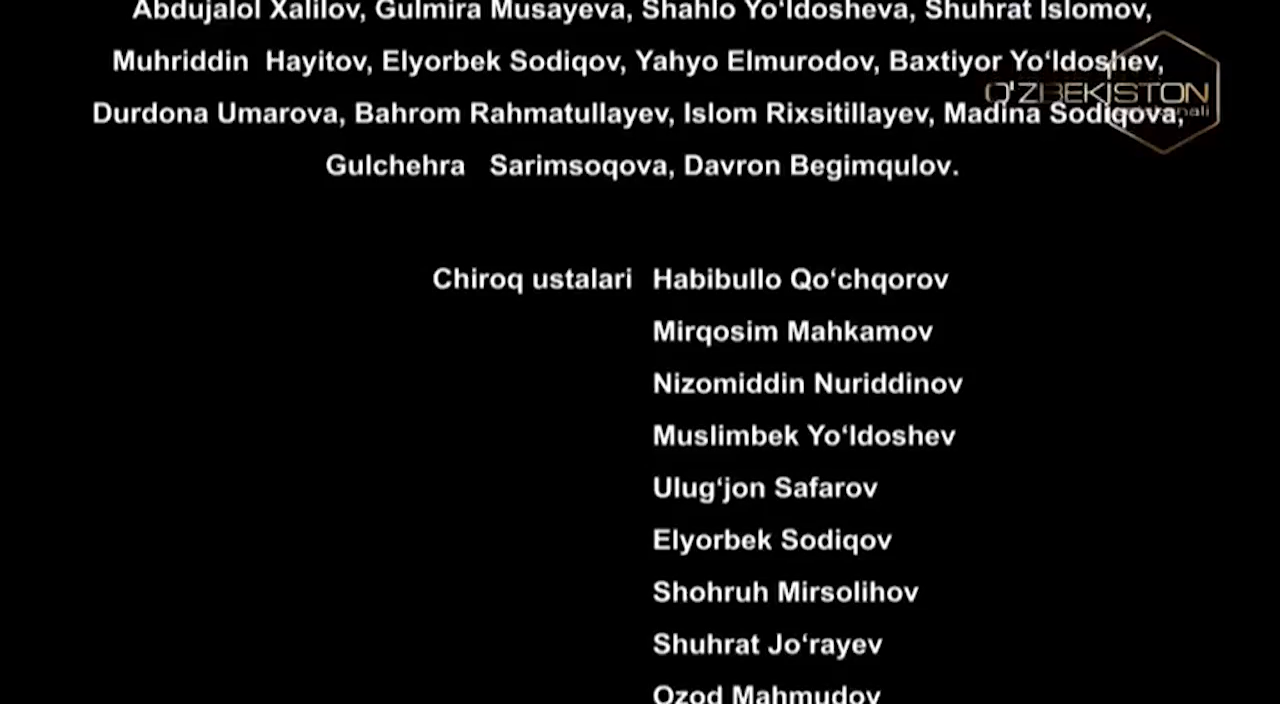 Abdujalol Xalilov, Gulmira Musayeva, Shahlo Yo‘ldosheva, Shuhrat Islomov,
Muhriddin Hayitov, Elyorbek Sodiqov, Yahyo Elmurodov, Baxtiyor Yo‘ldoshev,
O'ZBEKISTON
Durdona Umarova, Bahrom Rahmatullayev, Islom Rixsitillayev, Madina Sodiqova,
Gulchehra Sarimsoqova, Davron Begimqulov.
Chiroq ustalari Habibullo Qo‘chqorov
Mirqosim Mahkamov
Nizomiddin Nuriddinov
Muslimbek Yo‘ldoshev
Ulug‘jon Safarov
Elyorbek Sodiqov
Shohruh Mirsolihov
Shuhrat Jo‘rayev
Ozod Mahmudov